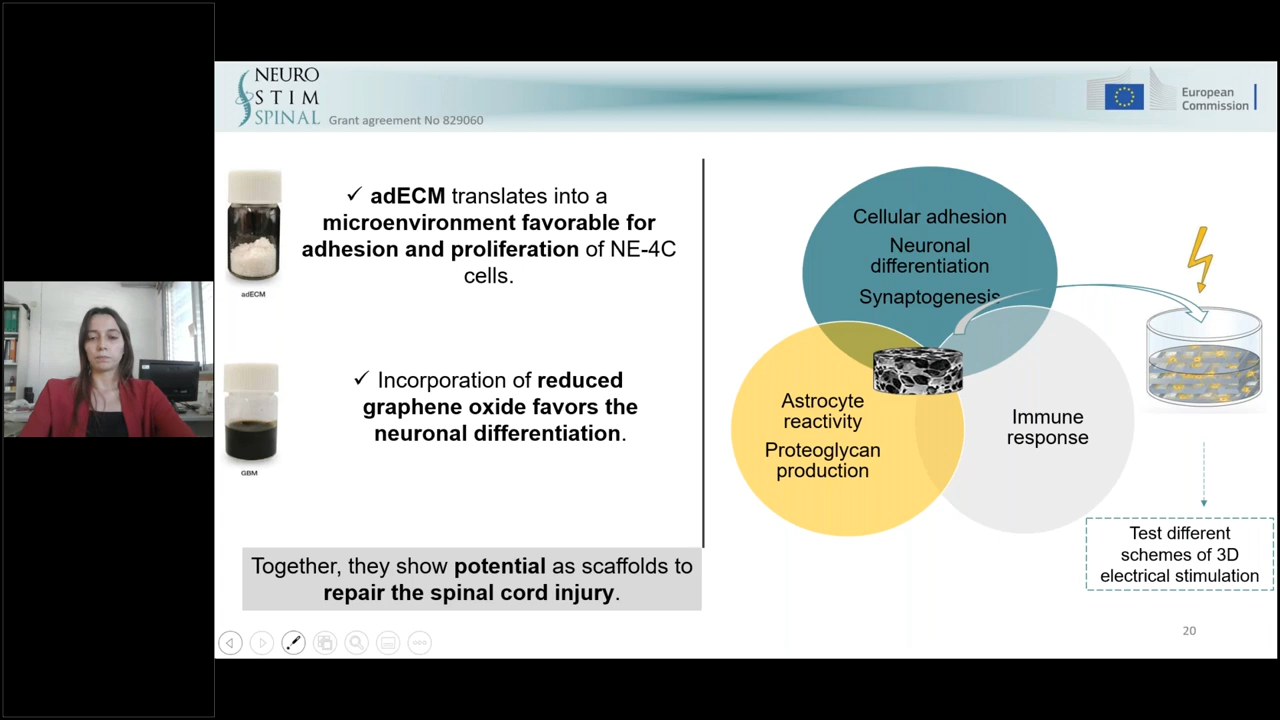 NEURO
STIM
SPINAL
Grant agreement No 829060
European
Commission
adECM
✓ adECM translates into a
microenvironment favorable for
adhesion and proliferation of NE-4C
cells.
GBM
✓ Incorporation of reduced
graphene oxide favors the
neuronal differentiation.
Together, they show potential as scaffolds to
repair the spinal cord injury.
Cellular adhesion
Neuronal
differentiation
Synaptogenesis
Astrocyte
reactivity
Proteoglycan
production
Immune
response
Test different
schemes of 3D
electrical stimulation
20